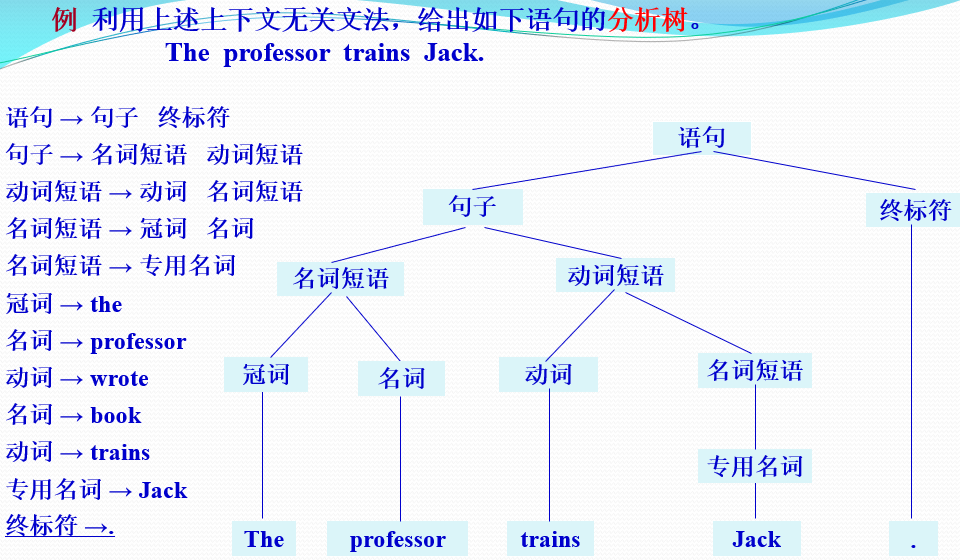 例 利用上述上下文无关文法，给出如下语句的分析树。
The professor trains Jack.
语句 → 句子 终标符
句子 → 名词短语 动词短语
动词短语 → 动词 名词短语
名词短语 → 冠词 名词
名词短语 → 专用名词
冠词 → the
名词 → professor
动词 → wrote
名词 → book
动词 → trains
专用名词 → Jack
终标符 →.
语句
句子 终标符
名词短语 动词短语
冠词 名词 动词 名词短语
专用名词
The professor trains Jack .